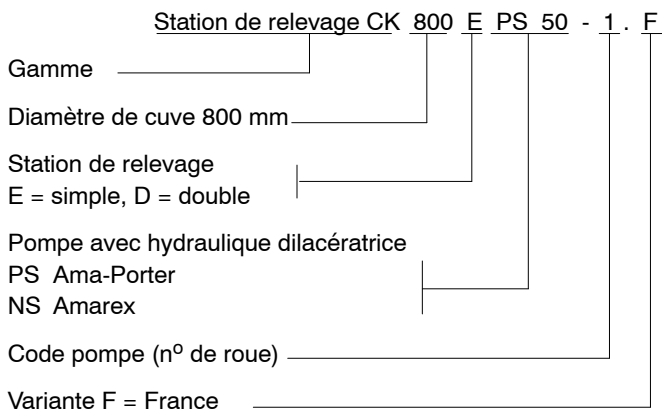 Station de relevage CK 800 E PS 50 - 1 . F
Gamme
Diamètre de cuve 800 mm
Station de relevage
E = simple, D = double
Pompe avec hydraulique dilacératrice
PS Ama-Porter
NS Amarex
Code pompe (nº de roue)
Variante F = France